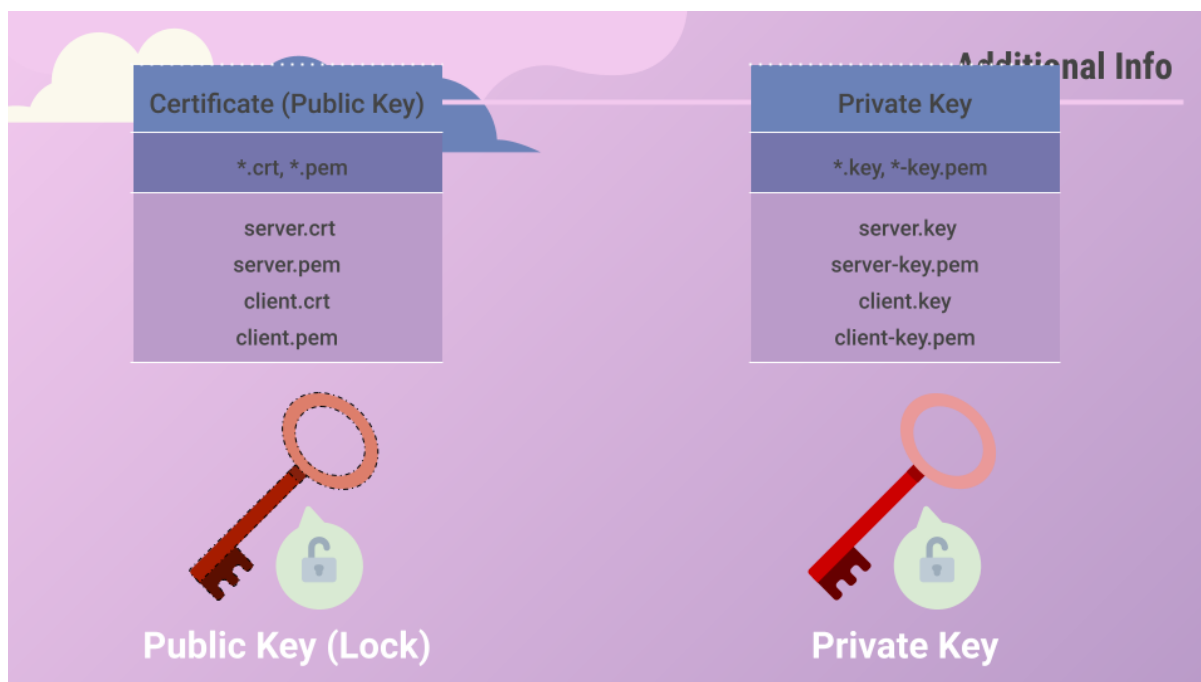 Additional Info
Certificate (Public Key)
*.crt, *.pem
server.crt
server.pem
client.crt
client.pem
Private Key
*.key, *-key.pem
server.key
server-key.pem
client.key
client-key.pem
Public Key (Lock)
Private Key